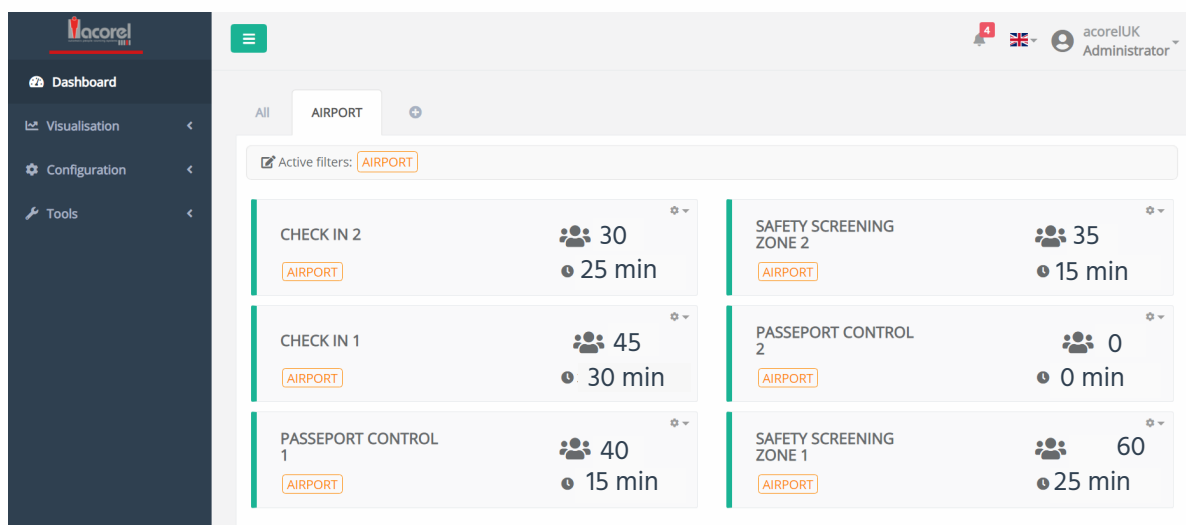 acorel
Dashboard
Visualisation
Configuration
Tools
4
acorelUK
Administrator
All
AIRPORT
Active filters: AIRPORT
CHECK IN 2
30
AIRPORT
25 min
SAFETY SCREENING
ZONE 2
35
AIRPORT
15 min
CHECK IN 1
45
AIRPORT
30 min
PASSEPORT CONTROL
2
0
AIRPORT
0 min
PASSEPORT CONTROL
1
40
AIRPORT
15 min
SAFETY SCREENING
ZONE 1
60
AIRPORT
25 min